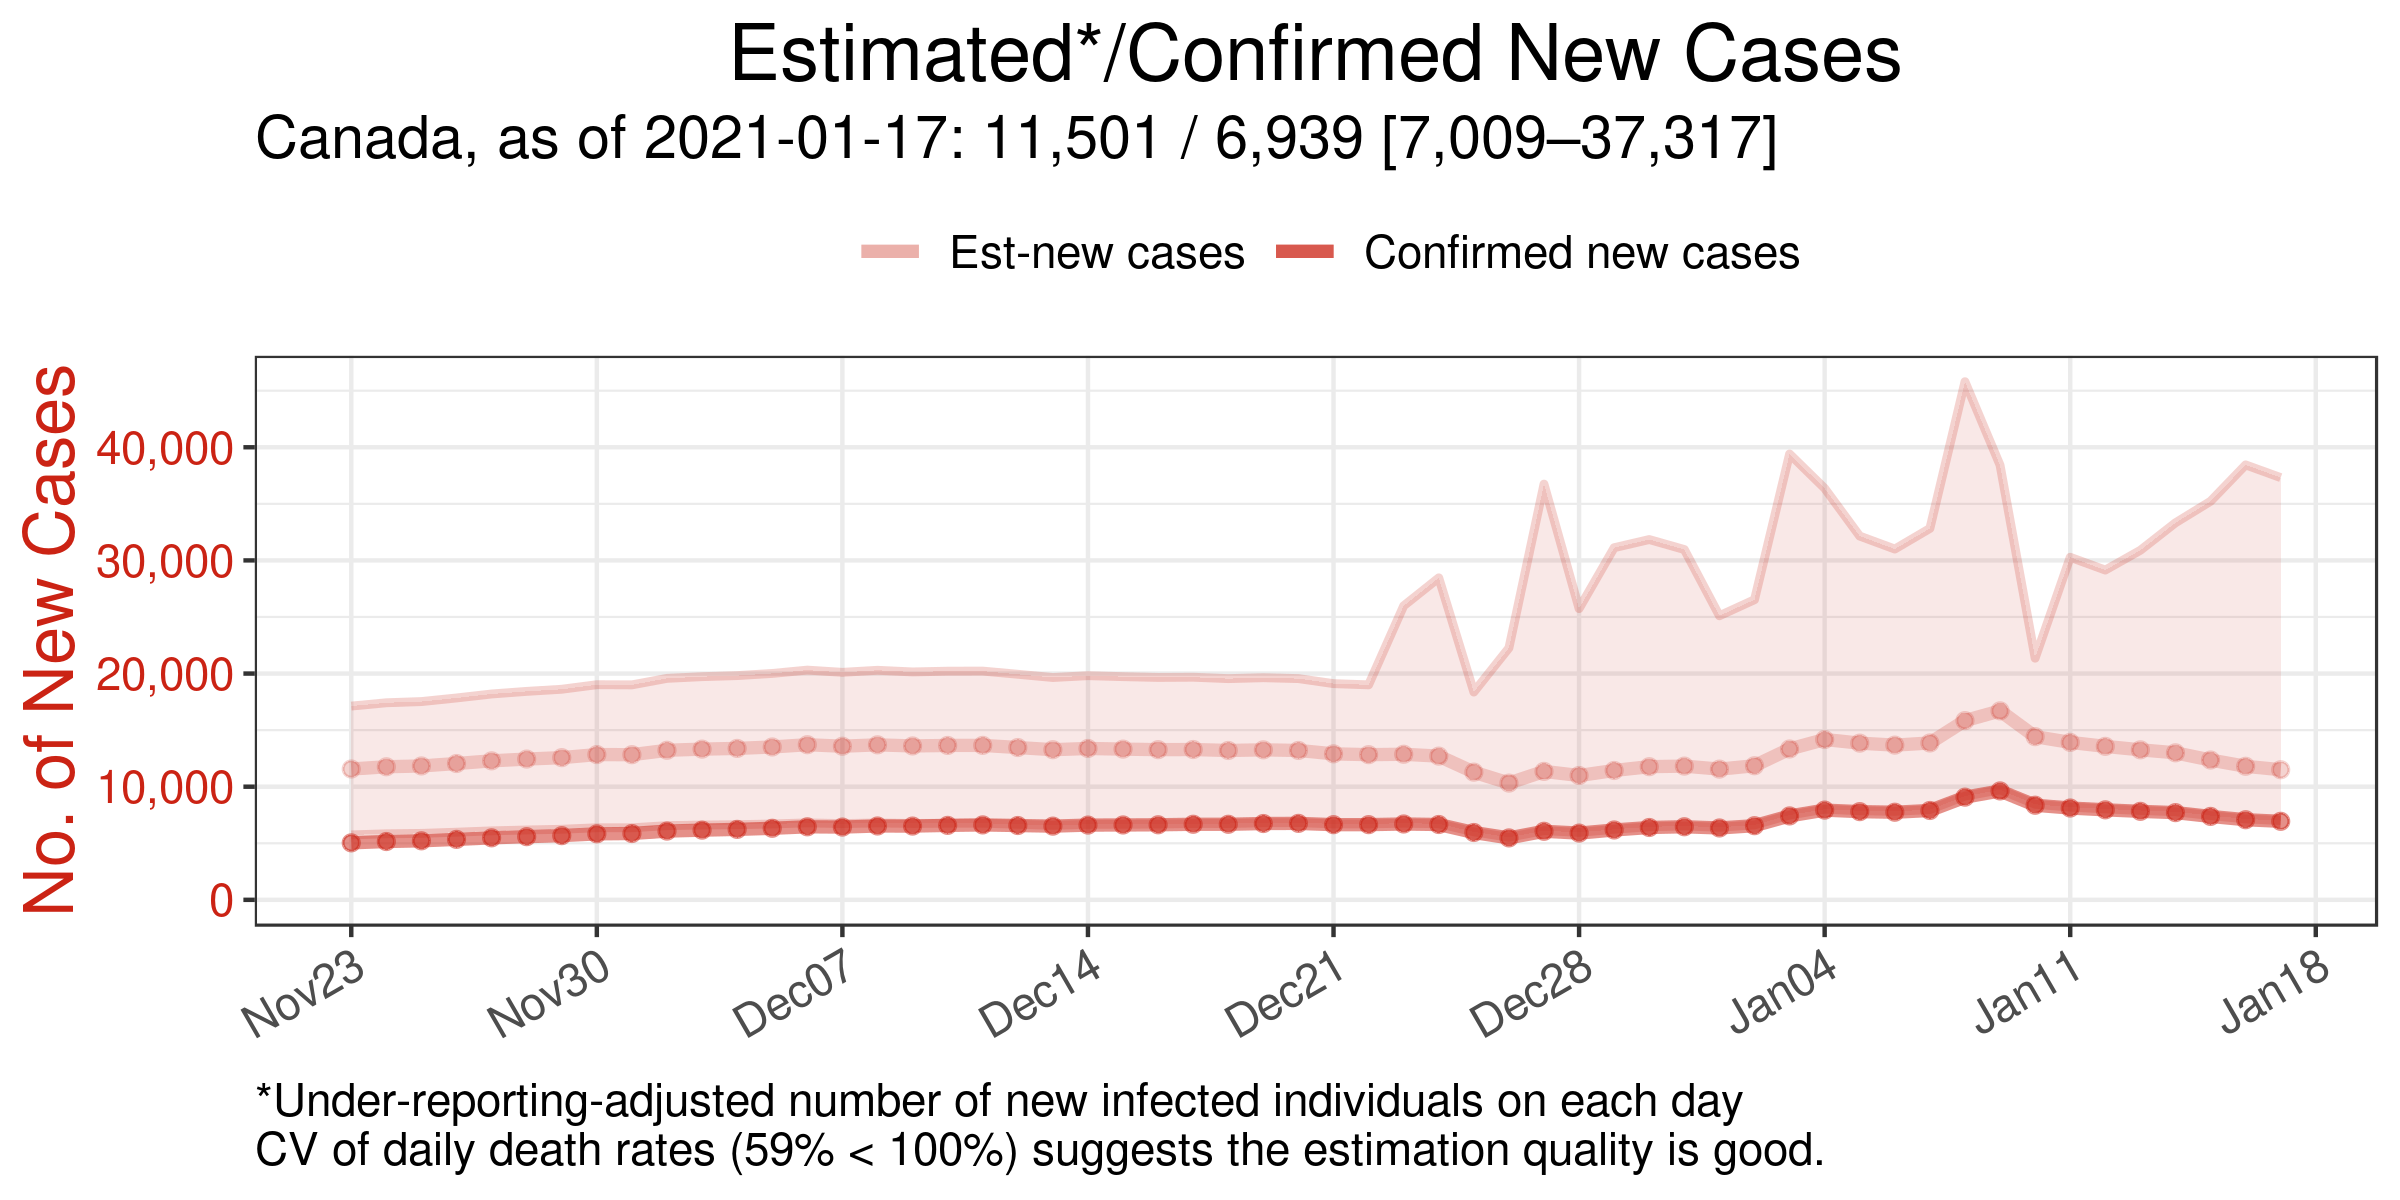 Estimated*/Confirmed New Cases
Canada, as of 2021-01-17: 11,501 / 6,939 [7,009–37,317]
Est-new cases Confirmed new cases
No. of New Cases
40,000
30,000
20,000
10,000
0
Nov23 Nov30 Dec07 Dec14 Dec21 Dec28 Jan04 Jan11 Jan18
*Under-reporting-adjusted number of new infected individuals on each day
CV of daily death rates (59% < 100%) suggests the estimation quality is good.